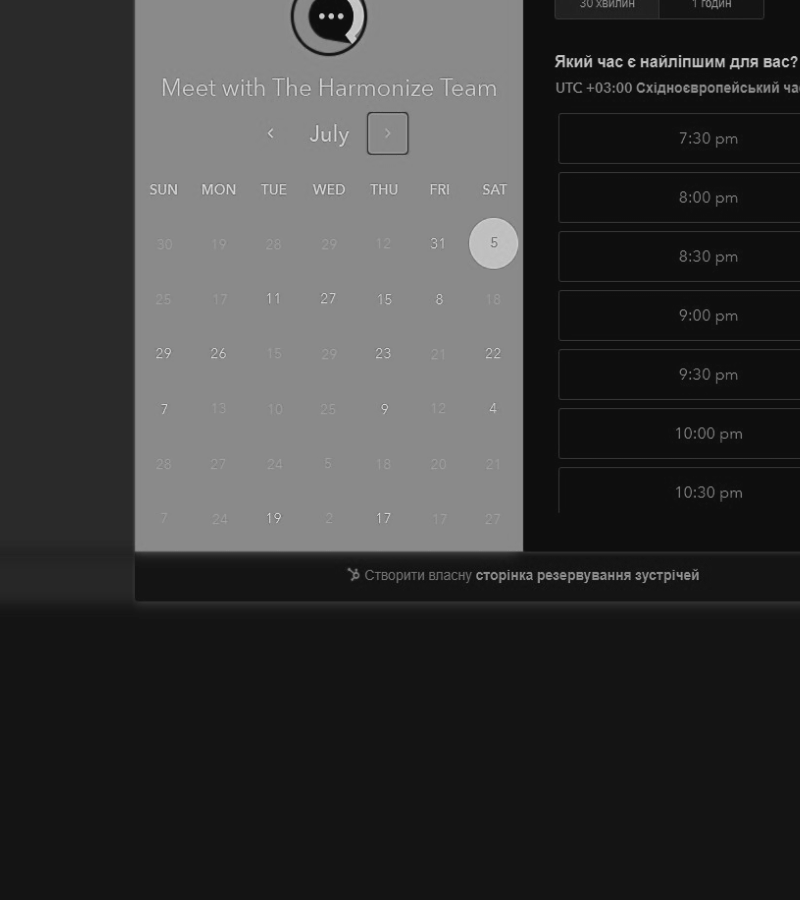 30 хвилин 1 годин
Meet with The Harmonize Team
July
SUN MON TUE WED THU FRI SAT
30 19 28 29 12 31 5
25 17 11 27 15 8 18
29 26 15 29 23 21 22
7 13 10 25 9 12 4
28 27 24 5 18 20 21
7 24 19 2 17 17 27
Який час є найліпшим для вас?
UTC +03:00 Східноєвропейський
7:30 pm
8:00 pm
8:30 pm
9:00 pm
9:30 pm
10:00 pm
10:30 pm
Створити власну сторінка резервування зустрічей